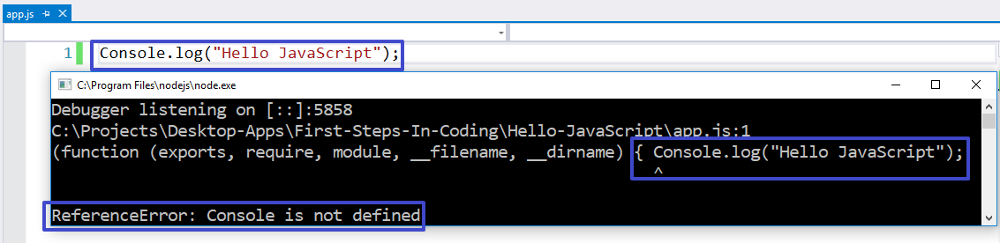 app.js
1 Console.log("Hello JavaScript");
C:\Program Files\nodejs\node.exe
Debugger listening on [::]:5858
C:\Projects\Desktop-Apps\First-Steps-In-Coding\Hello-JavaScript\app.js:1
(function (exports, require, module, __filename, __dirname) { Console.log("Hello JavaScript");
^
ReferenceError: Console is not defined